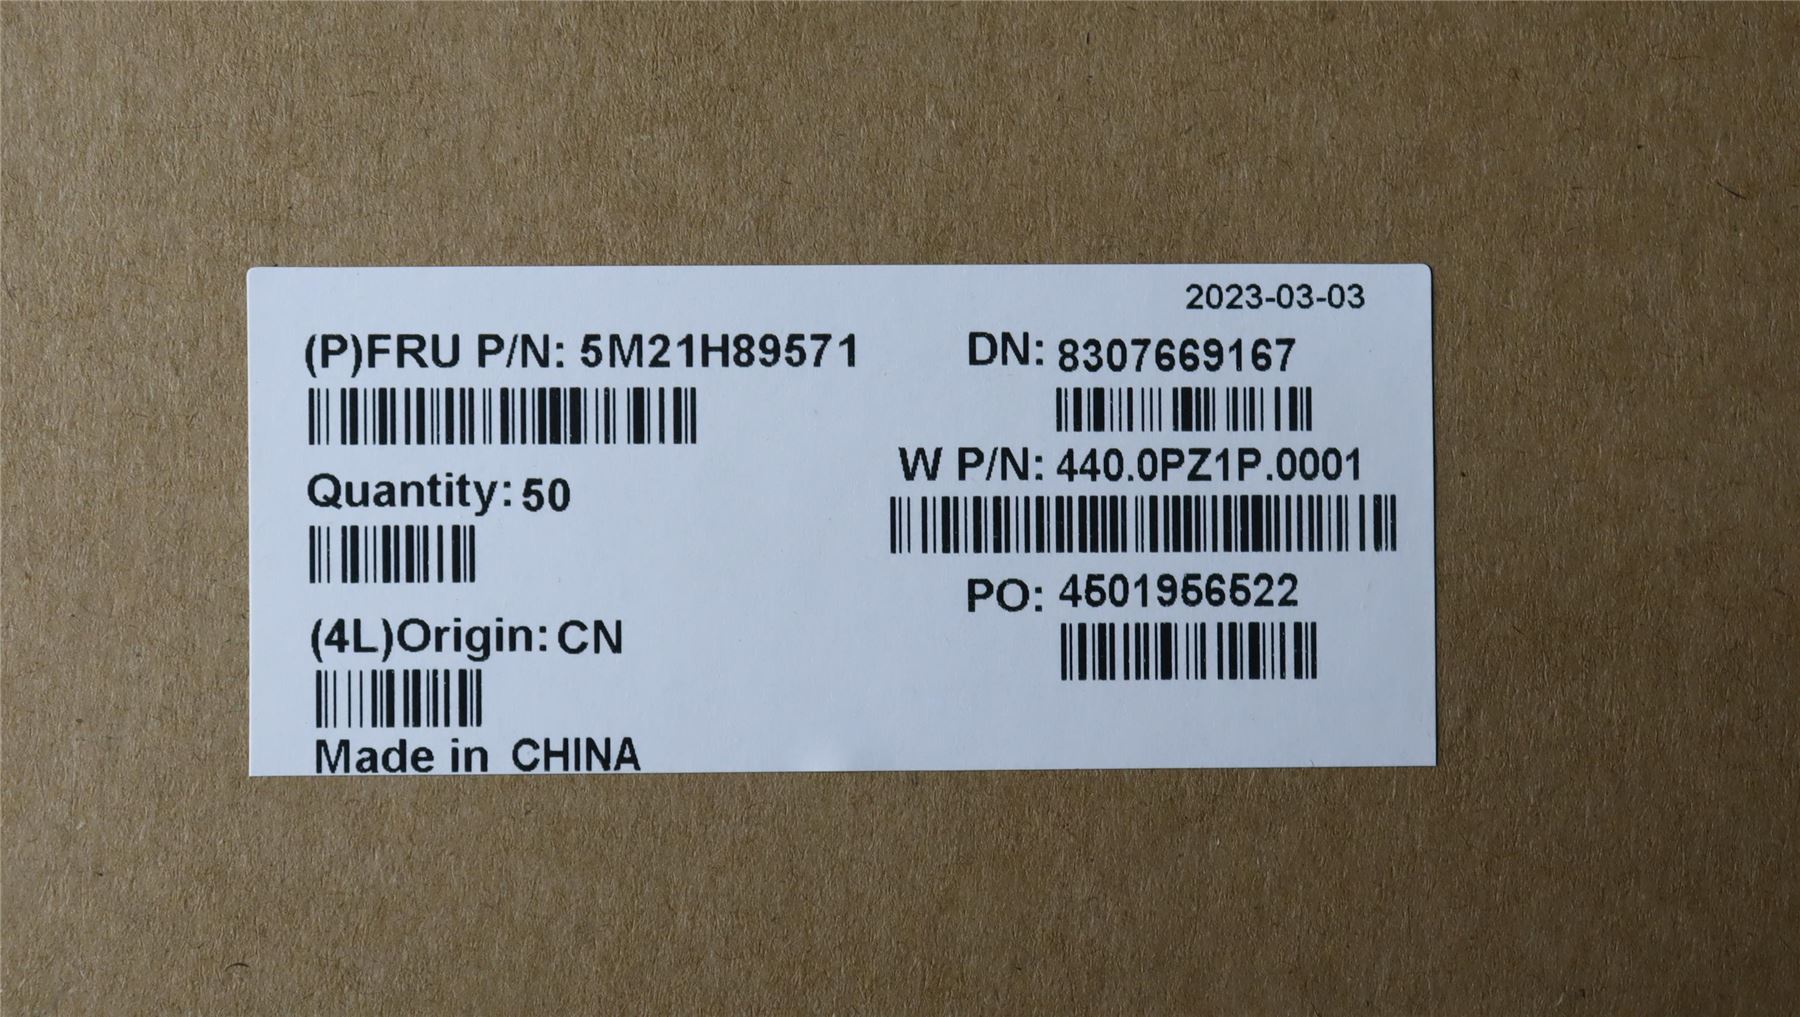 2023-03-03
(P)FRU P/N: 5M21H89571
DN: 8307669167
W P/N: 440.0PZ1P.0001
Quantity: 50
PO: 4501956522
(4L)Origin: CN
Made in CHINA